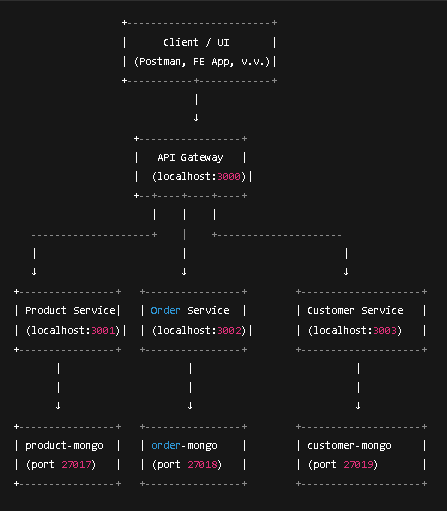 Client / UI
(Postman, FE App, v.v.)
API Gateway
(localhost:3000)
Product Service
(localhost:3001)
Order Service
(localhost:3002)
Customer Service
(localhost:3003)
product-mongo
(port 27017)
order-mongo
(port 27018)
customer-mongo
(port 27019)